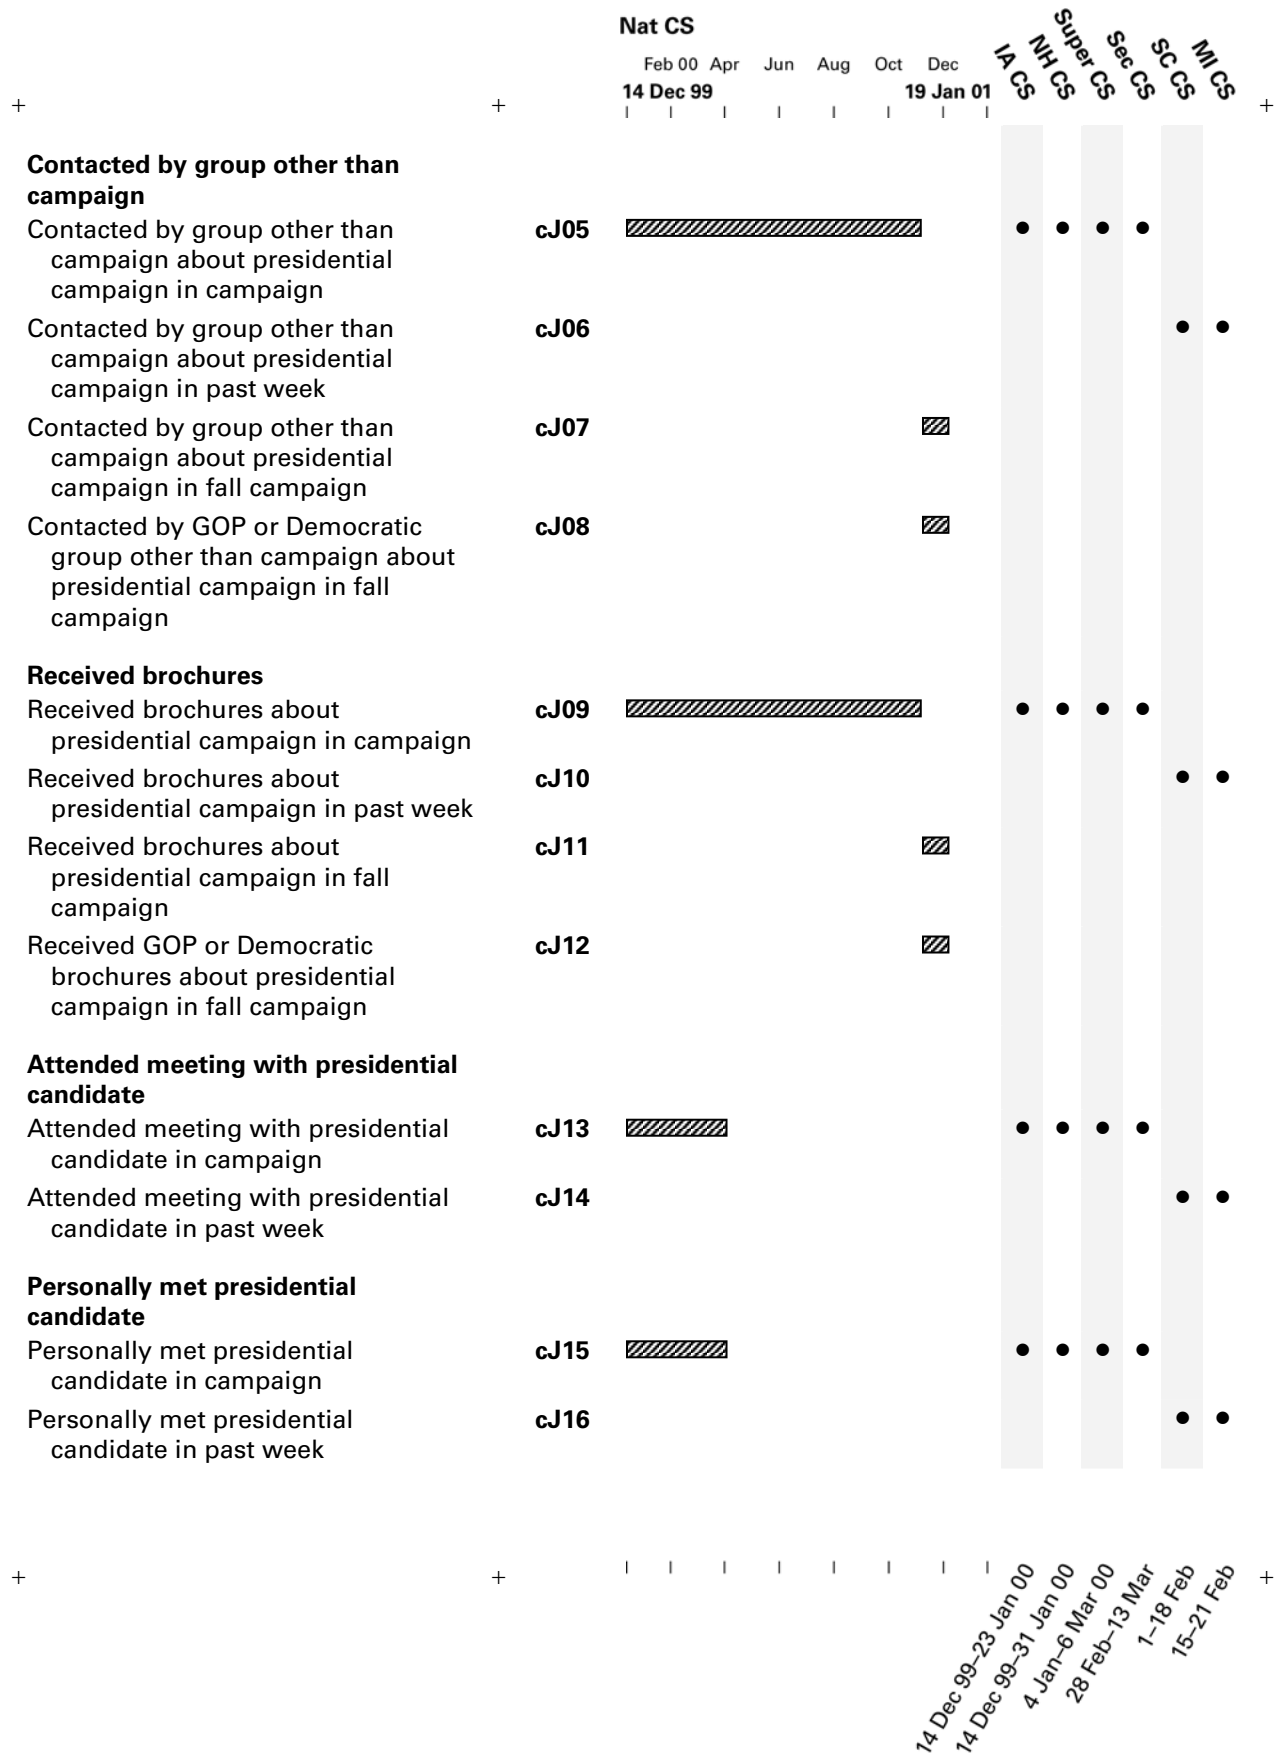 Nat CS
Feb 00 Apr Jun Aug Oct Dec
14 Dec 99 19 Jan 01
IA CS
NH CS
Super CS
Sec CS
SC CS
MI CS
Contacted by group other than
campaign
Contacted by group other than cJ05
campaign about presidential
campaign in campaign
Contacted by group other than cJ06
campaign about presidential
campaign in past week
Contacted by group other than cJ07
campaign about presidential
campaign in fall campaign
Contacted by GOP or Democratic cJ08
group other than campaign about
presidential campaign in fall
campaign
Received brochures
Received brochures about cJ09
presidential campaign in campaign
Received brochures about cJ10
presidential campaign in past week
Received brochures about cJ11
presidential campaign in fall
campaign
Received GOP or Democratic cJ12
brochures about presidential
campaign in fall campaign
Attended meeting with presidential
candidate
Attended meeting with presidential cJ13
candidate in campaign
Attended meeting with presidential cJ14
candidate in past week
Personally met presidential
candidate
Personally met presidential cJ15
candidate in campaign
Personally met presidential cJ16
candidate in past week
14 Dec 99–23 Jan 00
14 Dec 99–31 Jan 00
4 Jan–6 Mar 00
28 Feb–13 Mar
1–18 Feb
15–21 Feb